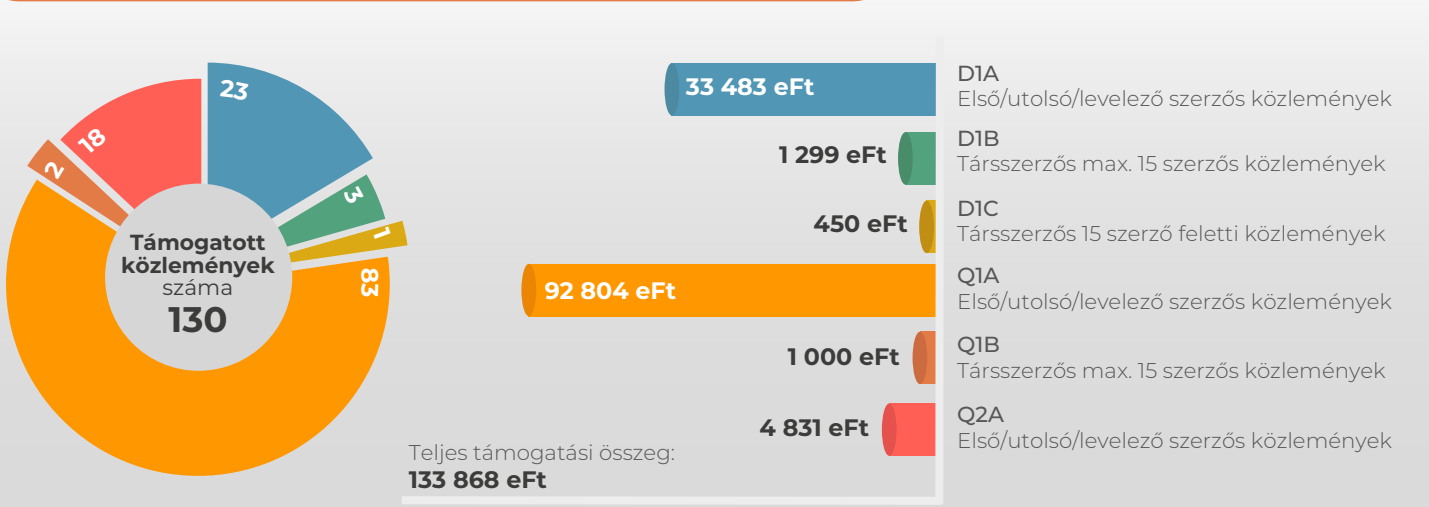 23
3
1
83
2
18
Támogatott
közlemények
száma
130
33 483 eFt
D1A
Első/utolsó/levelező szerzős közlemények
1 299 eFt
D1B
Társszerzős max. 15 szerzős közlemények
450 eFt
D1C
Társszerzős 15 szerző feletti közlemények
92 804 eFt
Q1A
Első/utolsó/levelező szerzős közlemények
1 000 eFt
Q1B
Társszerzős max. 15 szerzős közlemények
4 831 eFt
Q2A
Első/utolsó/levelező szerzős közlemények
Teljes támogatási összeg:
133 868 eFt